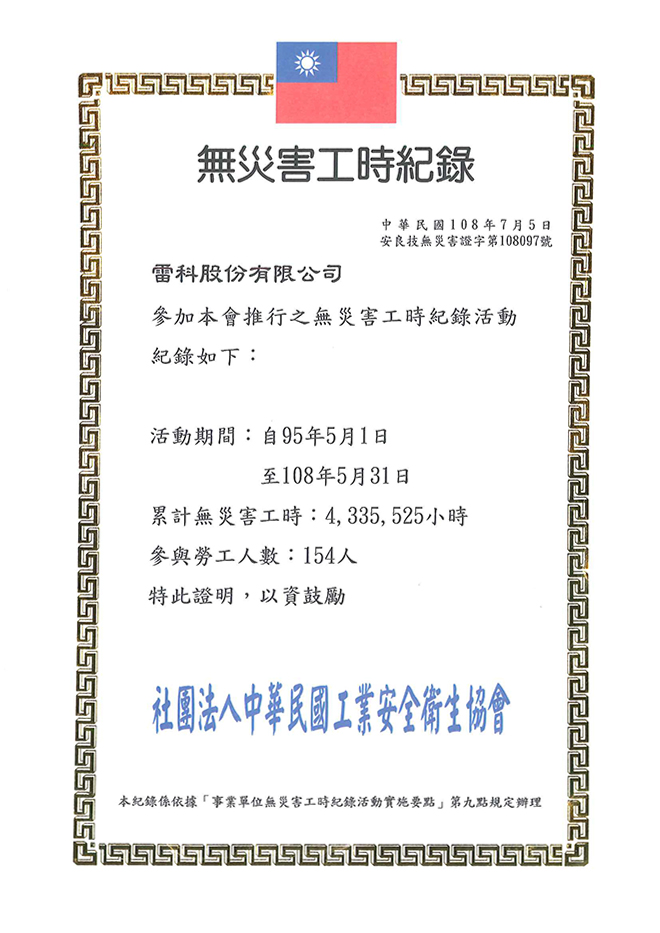 無災害工時紀錄
中華民國108年7月5日
安良技無災害證字第108097號
雷科股份有限公司
參加本會推行之無災害工時紀錄活動
紀錄如下：
活動期間：自95年5月1日
至108年5月31日
累計無災害工時：4,335,525小時
參與勞工人數：154人
特此證明，以資鼓勵
社團法人中華民國工業安全衛生協會
本紀錄係依據「事業單位無災害工時紀錄活動實施要點」第九點規定辦理